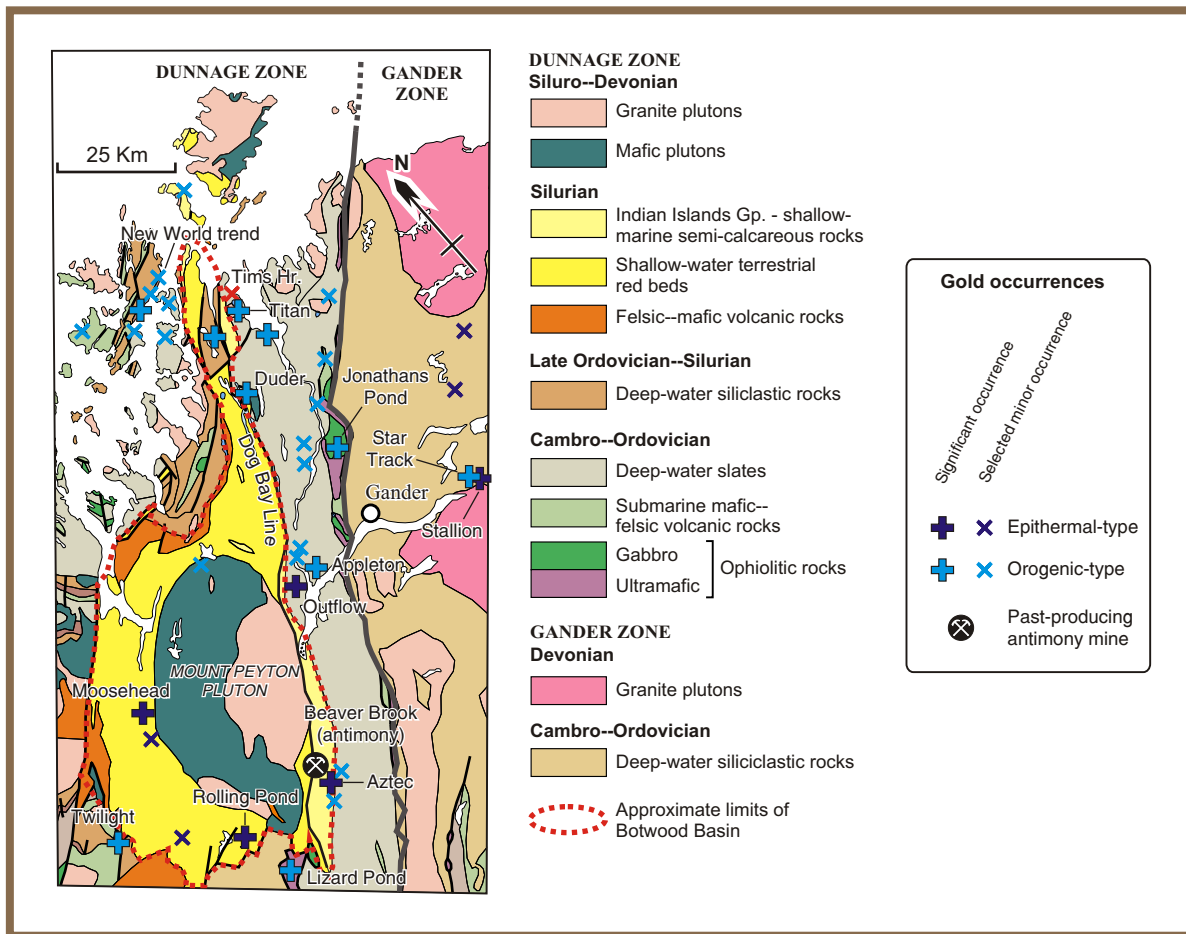 DUNNAGE ZONE
GANDER
ZONE
25 Km
N
New World trend
Tims Hr.
Titan
Duder
Jonathans
Pond
Star
Track
Dog Bay Line
Gander
Stallion
Appleton
Outflow
MOUNT PEYTON
PLUTON
Moosehead
Beaver Brook
(antimony)
Aztec
Rolling Pond
Twilight
Lizard Pond
DUNNAGE ZONE
Siluro--Devonian
Granite plutons
Mafic plutons
Silurian
Indian Islands Gp. - shallow-
marine semi-calcareous rocks
Shallow-water terrestrial
red beds
Felsic--mafic volcanic rocks
Late Ordovician--Silurian
Deep-water siliclastic rocks
Cambro--Ordovician
Deep-water slates
Submarine mafic--
felsic volcanic rocks
Gabbro
Ultramafic
Ophiolitic rocks
GANDER ZONE
Devonian
Granite plutons
Cambro--Ordovician
Deep-water siliciclastic rocks
Approximate limits of
Botwood Basin
Gold occurrences
Significant occurrence
Selected minor occurrence
Epithermal-type
Orogenic-type
Past-producing
antimony mine